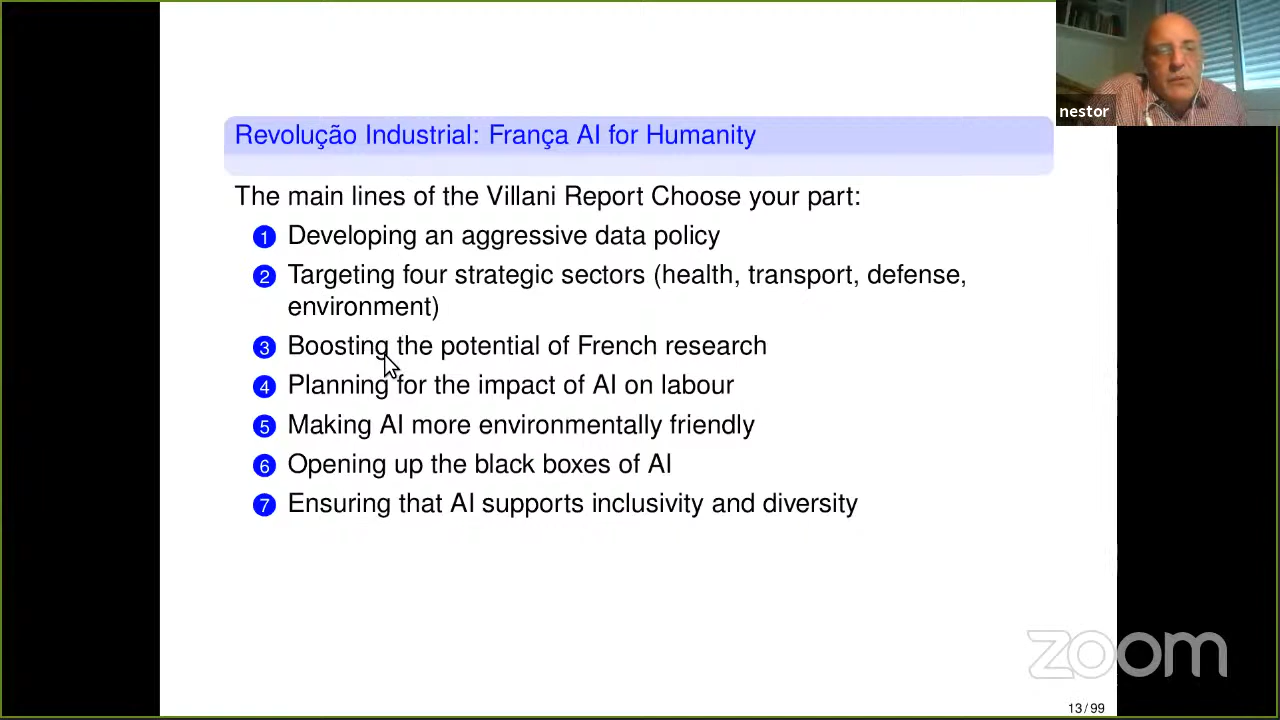 Revolução Industrial: França AI for Humanity
nestor
The main lines of the Villani Report Choose your part:
1 Developing an aggressive data policy
2 Targeting four strategic sectors (health, transport, defense,
environment)
3 Boosting the potential of French research
4 Planning for the impact of AI on labour
5 Making AI more environmentally friendly
6 Opening up the black boxes of AI
7 Ensuring that AI supports inclusivity and diversity
zoom
13/99